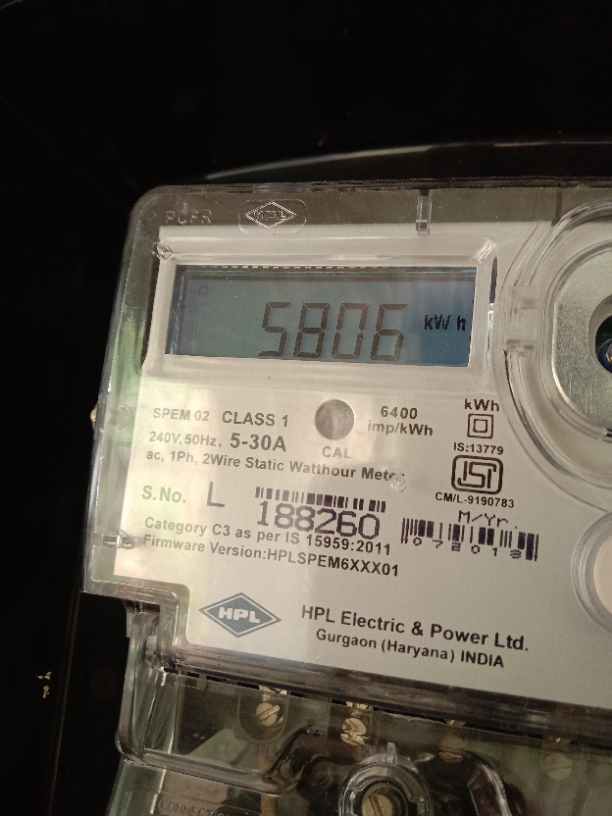 PCFR HPL
5806 kWh
SPEM 02 CLASS 1
6400
imp/kWh
kWh
240V,50Hz, 5-30A
CAL
IS:13779
ac, 1Ph, 2Wire Static Watthour Meter
ISI
CM/L-9190783
S.No. L
188260
M/Yr.
072018
Category C3 as per IS 15959:2011
Firmware Version:HPLSPEM6XXX01
HPL
HPL Electric & Power Ltd.
Gurgaon (Haryana) INDIA